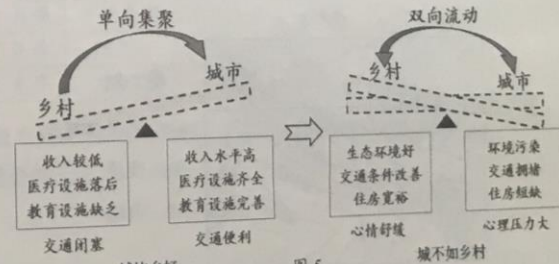 单向集聚
城市
乡村
收入较低
医疗设施落后
教育设施缺乏
交通闭塞
收入水平高
医疗设施齐全
教育设施完善
交通便利
双向流动
乡村
城市
生态环境好
交通条件改善
住房宽裕
心情舒缓
环境污染
交通拥堵
住房短缺
心理压力大
城不如乡村